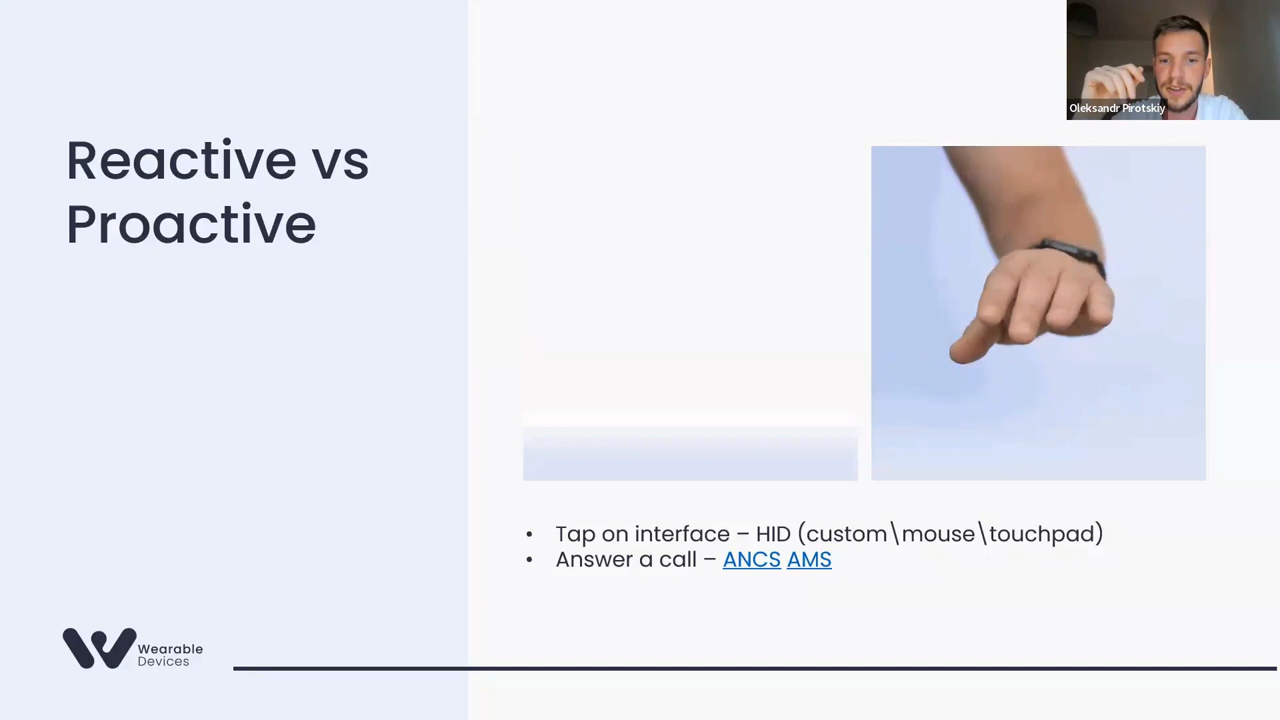 Oleksandr Pirotskiy
Reactive vs
Proactive
• Tap on interface – HID (custom\mouse\touchpad)
• Answer a call – ANCS AMS
Wearable
Devices